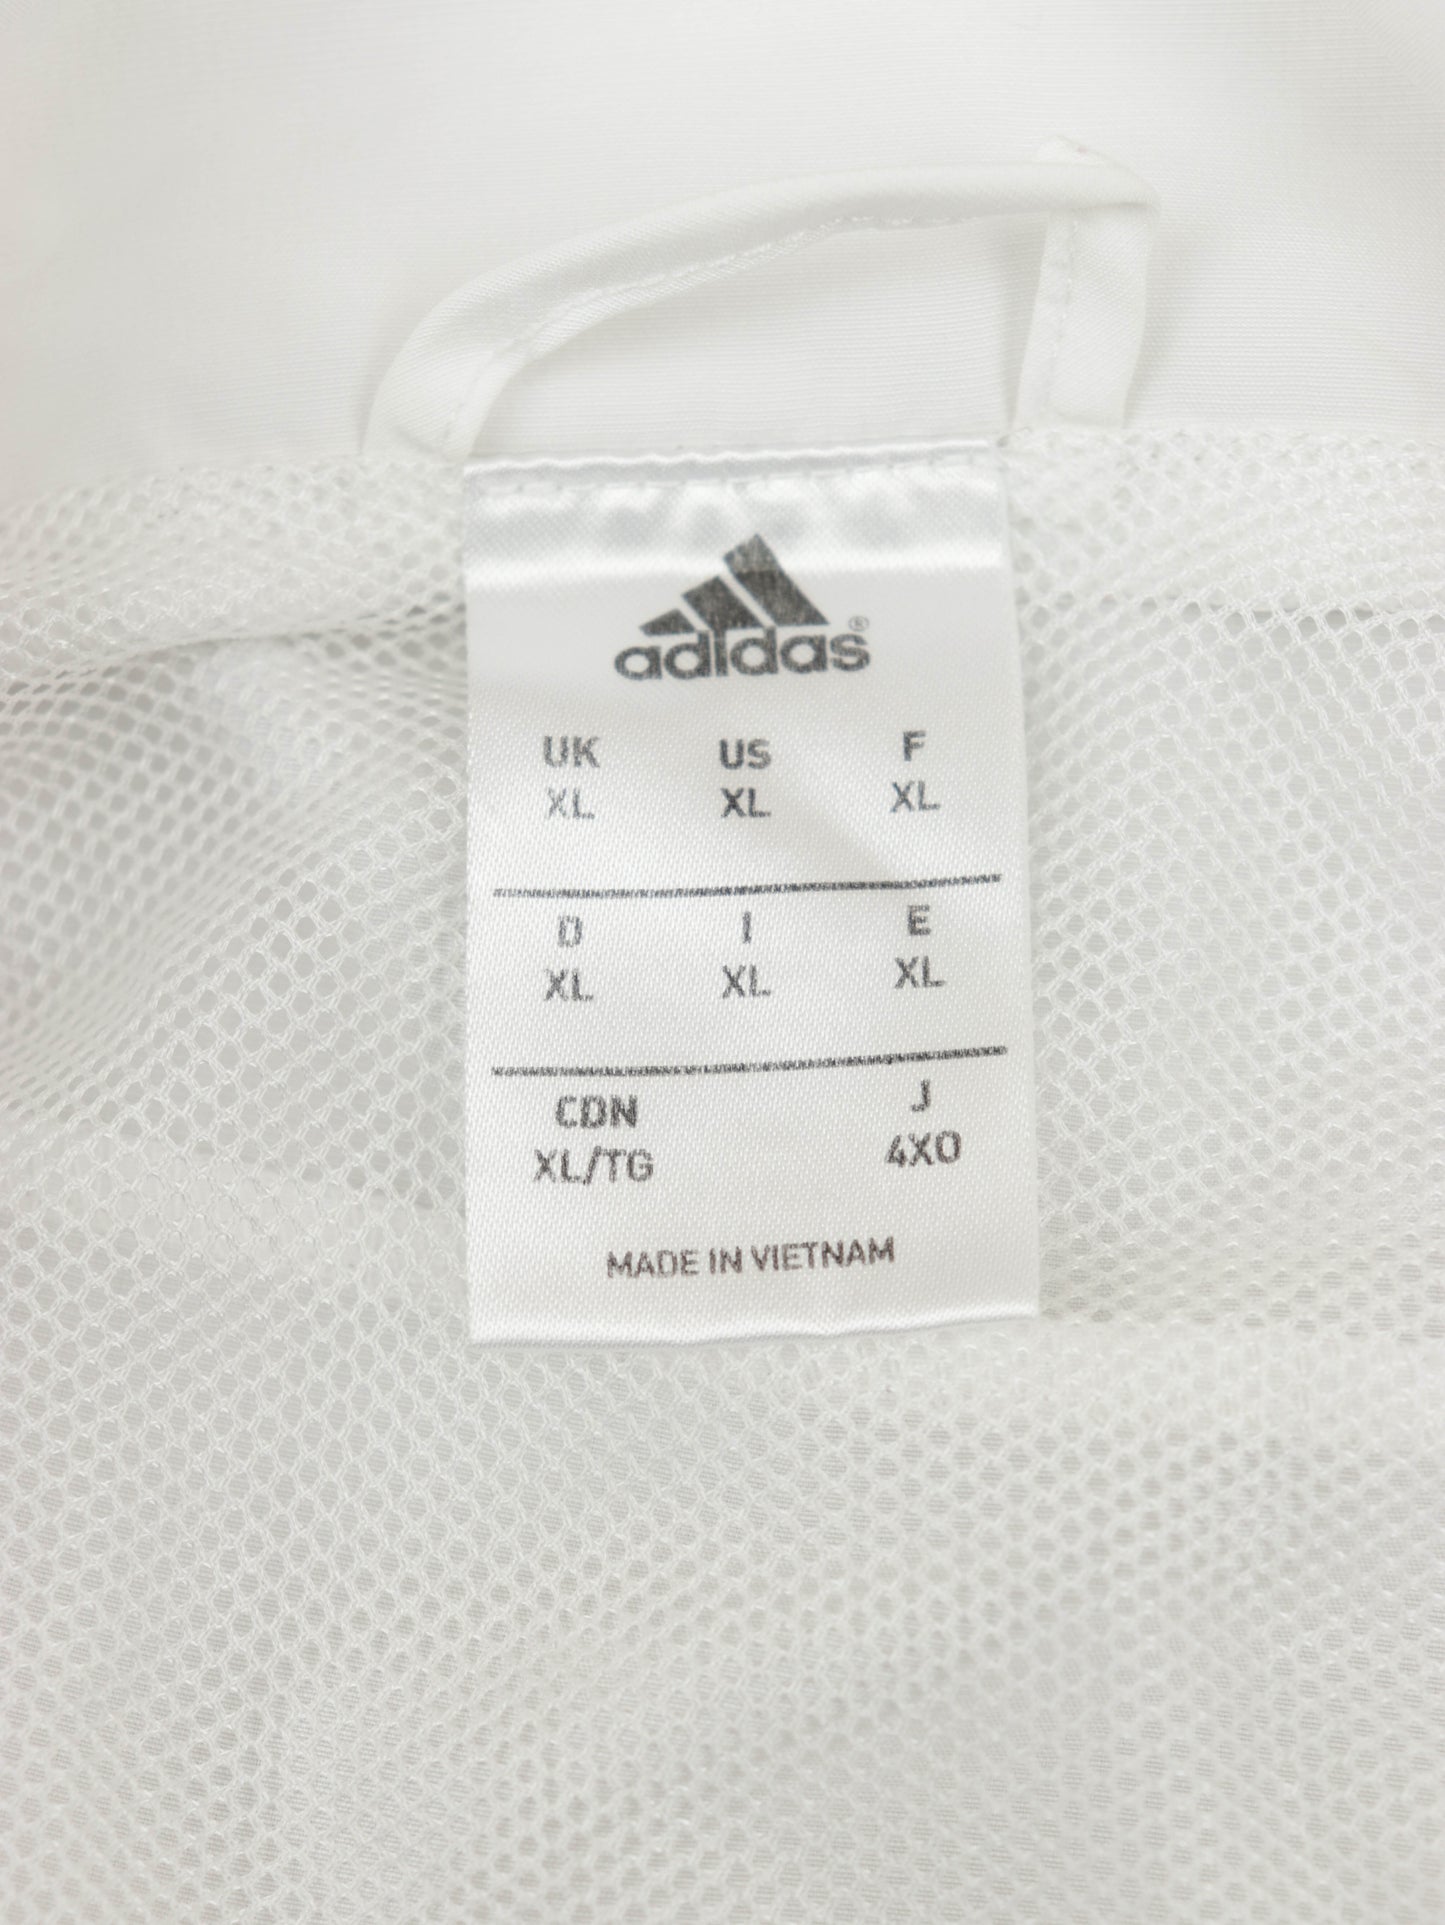 adidas®
UK US F
XL XL XL
D I E
XL XL XL
CDN J
XL/TG 4XO
MADE IN VIETNAM